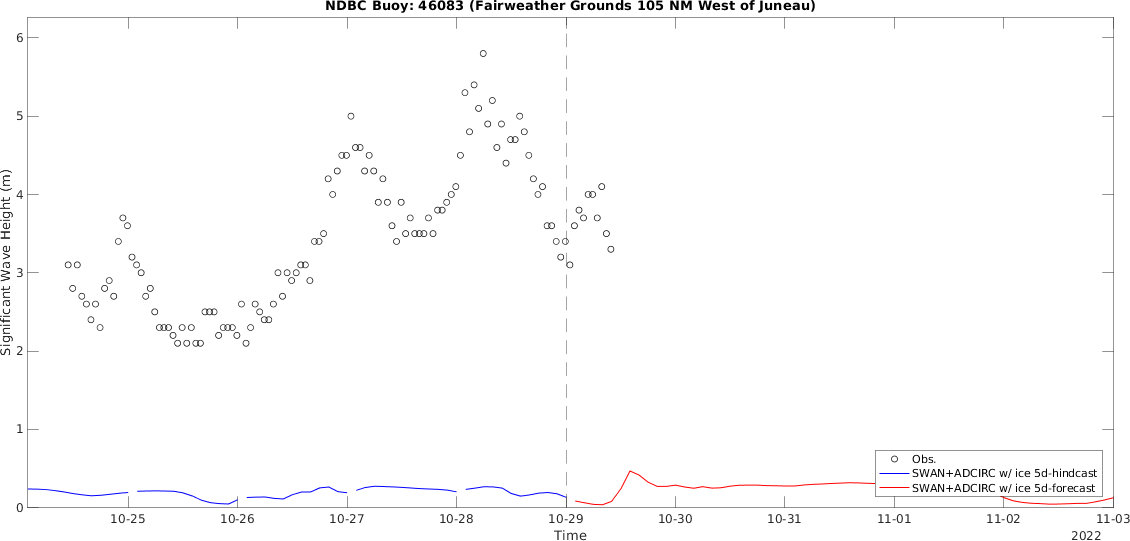 NDBC Buoy: 46083 (Fairweather Grounds 105 NM West of Juneau)
6
5
4
3
2
1
0
Significant Wave Height (m)
Obs.
SWAN+ADCIRC w/ ice 5d-hindcast
SWAN+ADCIRC w/ ice 5d-forecast
10-25 10-26 10-27 10-28 10-29 10-30 10-31 11-01 11-02 11-03
Time
2022